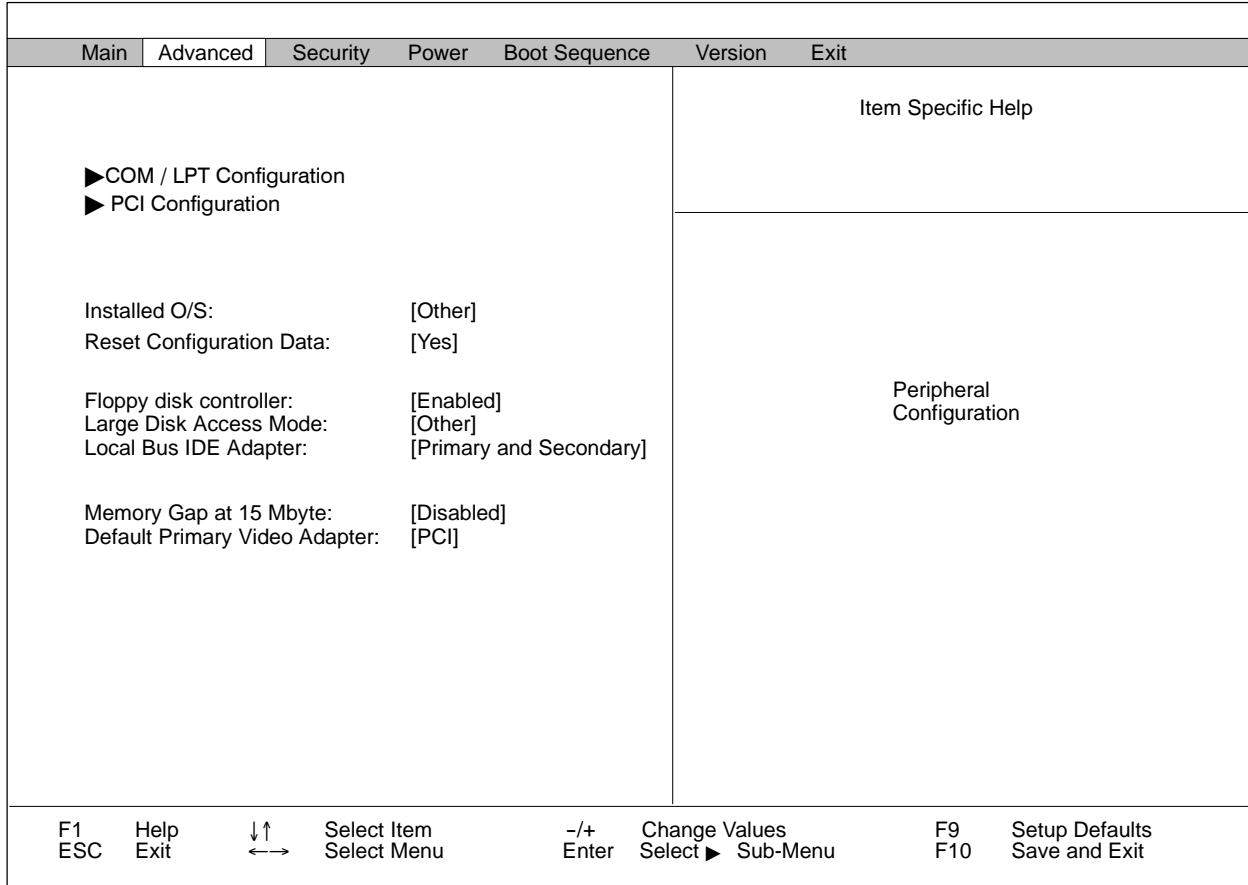 Main Advanced Security Power Boot Sequence Version Exit
Item Specific Help
▶COM / LPT Configuration
▶ PCI Configuration
Installed O/S: [Other]
Reset Configuration Data: [Yes]
Floppy disk controller: [Enabled]
Large Disk Access Mode: [Other]
Local Bus IDE Adapter: [Primary and Secondary]
Memory Gap at 15 Mbyte: [Disabled]
Default Primary Video Adapter: [PCI]
Peripheral
Configuration
F1 Help ↓↑ Select Item -/+ Change Values F9 Setup Defaults
ESC Exit ←→ Select Menu Enter Select ▶ Sub-Menu F10 Save and Exit